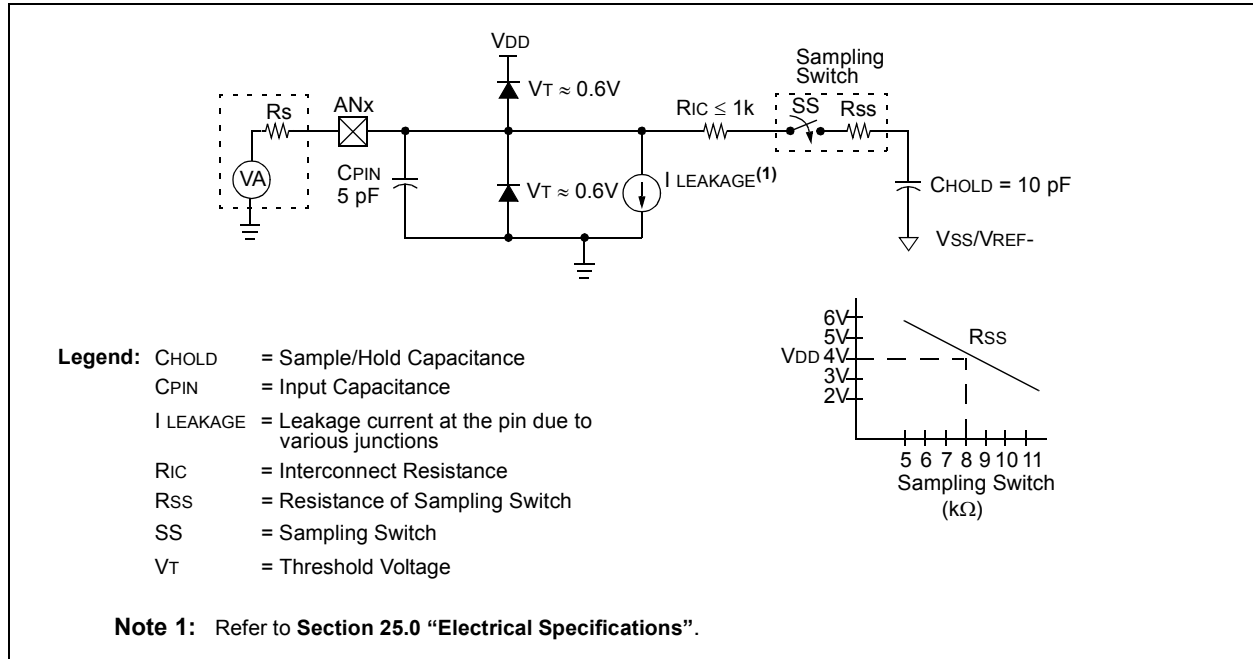 VDD
Sampling
Switch
VT ≈ 0.6V
ANx
Rs
RIC ≤ 1k
SS
Rss
VA
CPIN
5 pF
VT ≈ 0.6V
I LEAKAGE(1)
CHOLD = 10 pF
VSS/VREF-
6V
5V
VDD 4V
3V
2V
RSS
5 6 7 8 9 10 11
Sampling Switch
(kΩ)
Legend: CHOLD = Sample/Hold Capacitance
CPIN = Input Capacitance
I LEAKAGE = Leakage current at the pin due to
various junctions
RIC = Interconnect Resistance
RSS = Resistance of Sampling Switch
SS = Sampling Switch
VT = Threshold Voltage
Note 1: Refer to Section 25.0 “Electrical Specifications”.